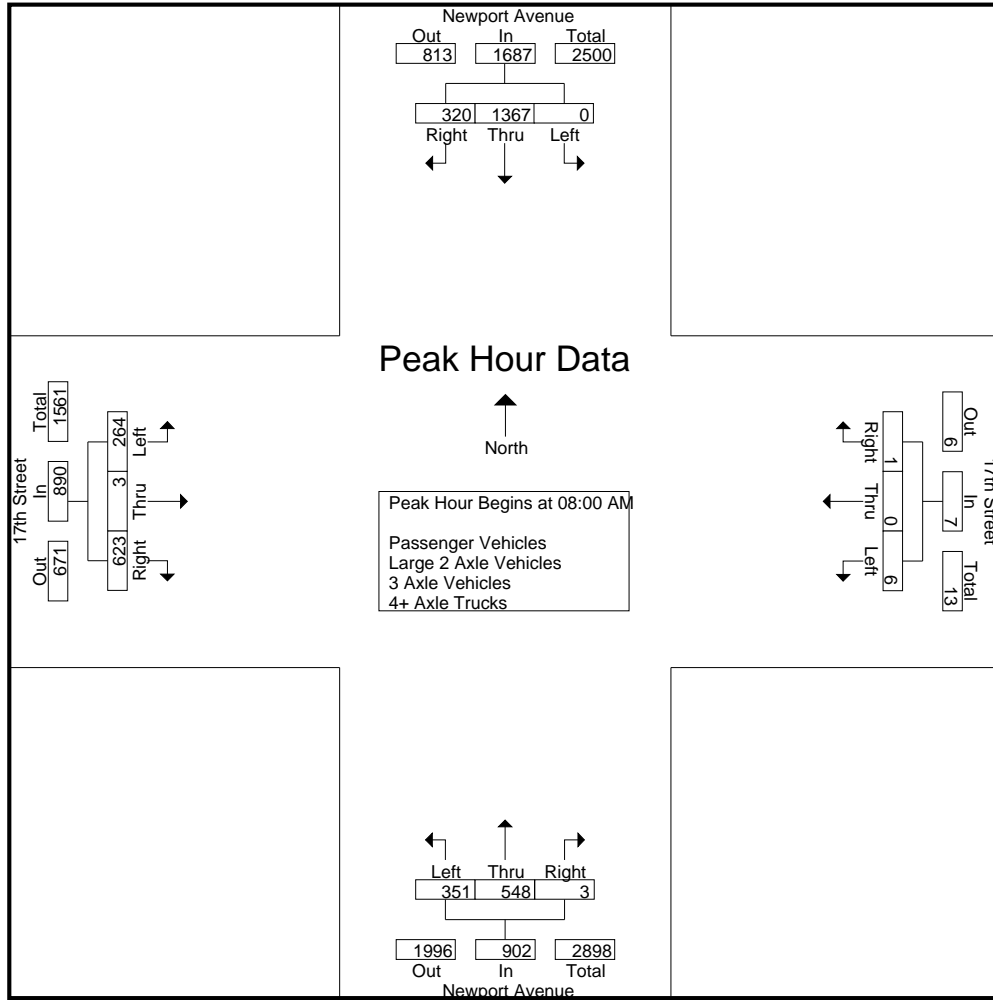 Newport Avenue
Out In Total
813 1687 2500
320 1367 0
Right Thru Left
Peak Hour Data
North
Peak Hour Begins at 08:00 AM
Passenger Vehicles
Large 2 Axle Vehicles
3 Axle Vehicles
4+ Axle Trucks
17th Street
Out In Total
671 890 1561
623 3 264
Right Thru Left
17th Street
Out In Total
6 7 13
1 0 6
Right Thru Left
Left Thru Right
351 548 3
1996 902 2898
Out In Total
Newport Avenue